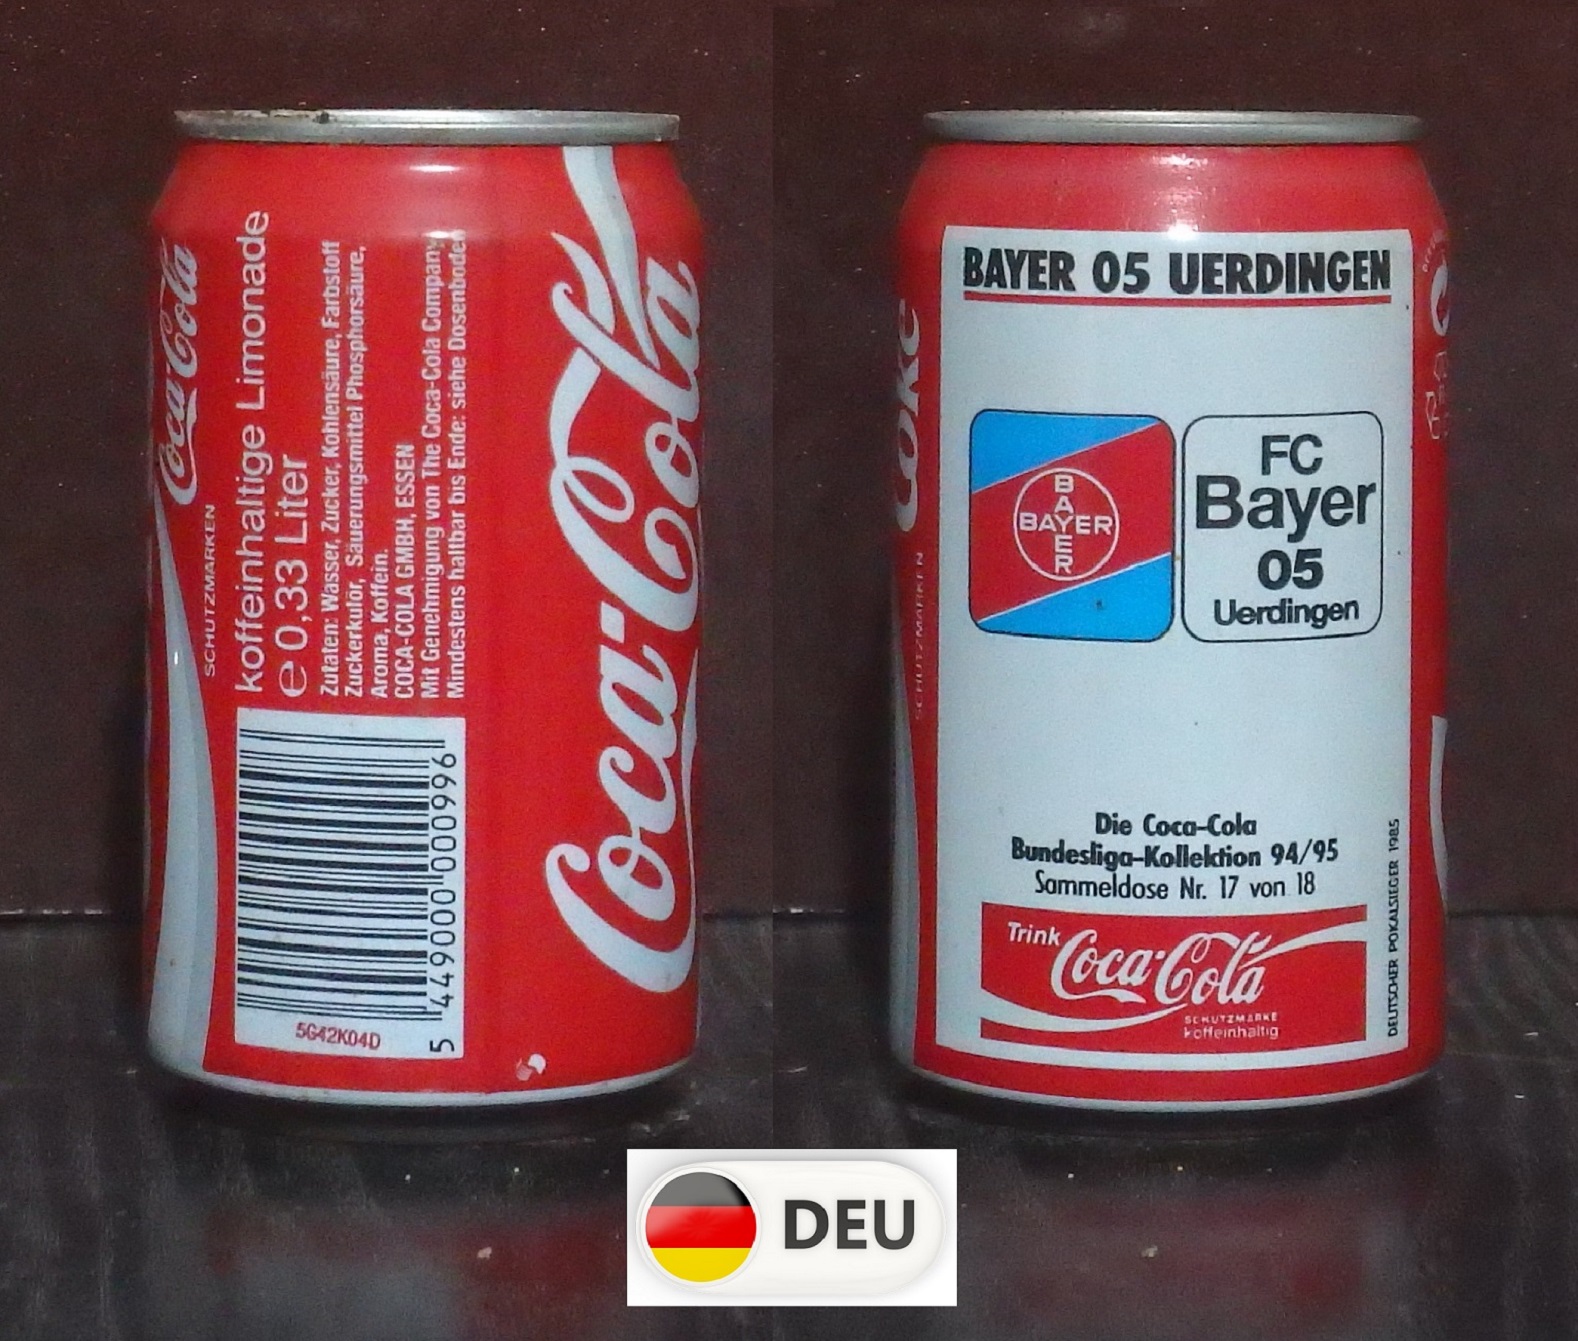 Coca-Cola
SCHUTZMARKEN
koffeinhaltige Limonade
e 0,33 Liter
Zutaten: Wasser, Zucker, Kohlensäure, Farbstoff
Zuckerkulör, Säuerungsmittel Phosphorsäure,
Aroma, Koffein.
COCA-COLA GMBH, ESSEN
Mit Genehmigung von The Coca-Cola Company
Mindestens haltbar bis Ende: siehe Dosenboden
5 449000 000996
5G42K04D
Coca-Cola
Coke
SCHUTZMARKEN
BAYER 05 UERDINGEN
BAYER
BAYER
FC
Bayer
05
Uerdingen
Die Coca-Cola
Bundesliga-Kollektion 94/95
Sammeldose Nr. 17 von 18
Trink
Coca-Cola
SCHUTZMARKE
koffeinhaltig
DEUTSCHER POKALSIEGER 1985
DEU